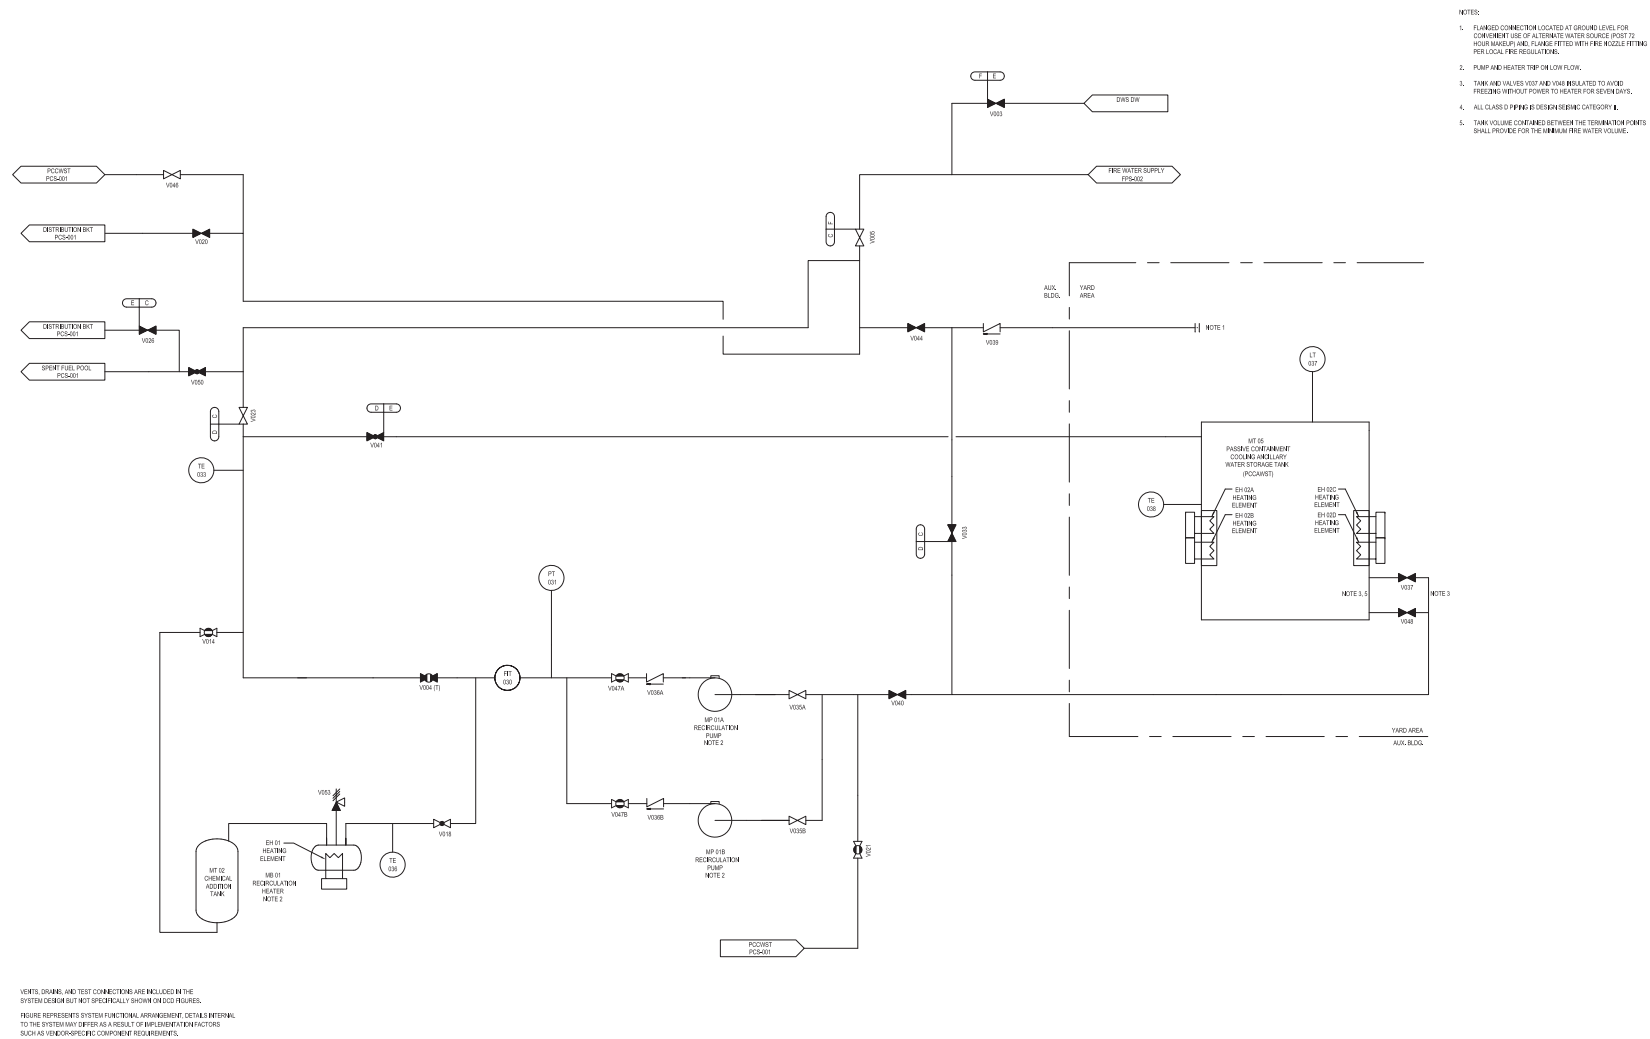 NOTES:
1. FLANGED CONNECTION LOCATED AT GROUND LEVEL FOR
CONVENIENT USE OF ALTERNATE WATER SOURCE (POST 72
HOUR MAKEUP) AND, FLANGE FITTED WITH FIRE NOZZLE FITTING
PER LOCAL FIRE REGULATIONS.
2. PUMP AND HEATER TRIP ON LOW FLOW.
3. TANK AND VALVES V037 AND V048 INSULATED TO AVOID
FREEZING WITHOUT POWER TO HEATER FOR SEVEN DAYS.
4. ALL CLASS D PIPING IS DESIGN SEISMIC CATEGORY II.
5. TANK VOLUME CONTAINED BETWEEN THE TERMINATION POINTS
SHALL PROVIDE FOR THE MINIMUM FIRE WATER VOLUME.
F E
V003
DWS DW
PCCWST
PCS-001
V046
FIRE WATER SUPPLY
FPS-002
DISTRIBUTION BKT
PCS-001
V020
C F
V005
AUX.
BLDG.
YARD
AREA
E C
DISTRIBUTION BKT
PCS-001
V026
V044
V039
NOTE 1
SPENT FUEL POOL
PCS-001
V050
LT
037
D C
V023
D E
V041
TE
033
MT 05
PASSIVE CONTAINMENT
COOLING ANCILLARY
WATER STORAGE TANK
(PCCAWST)
TE
038
EH 02A
HEATING
ELEMENT
EH 02B
HEATING
ELEMENT
EH 02C
HEATING
ELEMENT
EH 02D
HEATING
ELEMENT
D C
V033
PT
031
V037
NOTE 3, 5
NOTE 3
V048
V014
V004 (T)
FIT
030
V047A
V036A
MP 01A
RECIRCULATION
PUMP
NOTE 2
V035A
V040
YARD AREA
AUX. BLDG.
V053
V018
V047B
V036B
V035B
EH 01
HEATING
ELEMENT
TE
036
MP 01B
RECIRCULATION
PUMP
NOTE 2
V021
MT 02
CHEMICAL
ADDITION
TANK
MB 01
RECIRCULATION
HEATER
NOTE 2
PCCWST
PCS-001
VENTS, DRAINS, AND TEST CONNECTIONS ARE INCLUDED IN THE
SYSTEM DESIGN BUT NOT SPECIFICALLY SHOWN ON DCD FIGURES.
FIGURE REPRESENTS SYSTEM FUNCTIONAL ARRANGEMENT. DETAILS INTERNAL
TO THE SYSTEM MAY DIFFER AS A RESULT OF IMPLEMENTATION FACTORS
SUCH AS VENDOR-SPECIFIC COMPONENT REQUIREMENTS.